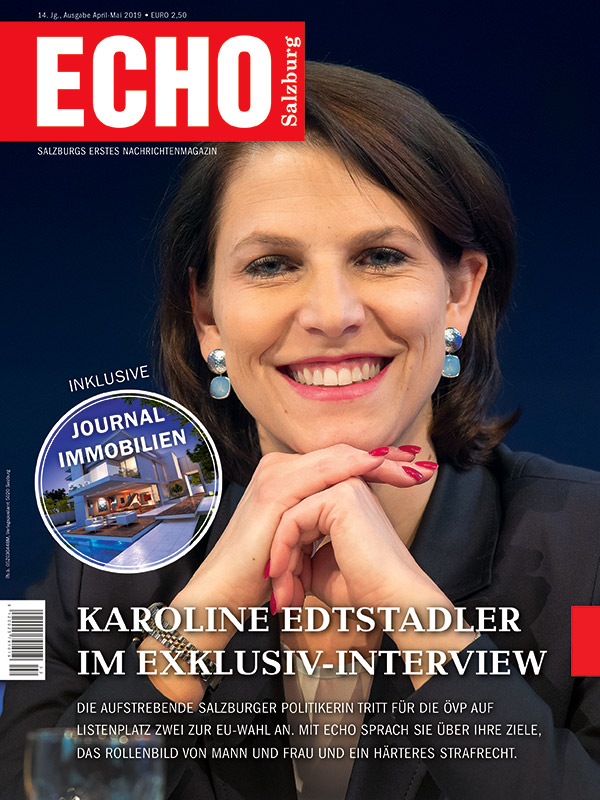 14. Jg., Ausgabe April-Mai 2019 • EURO 2,50
ECHO
Salzburg
SALZBURGS ERSTES NACHRICHTENMAGAZIN
INKLUSIVE
JOURNAL
IMMOBILIEN
KAROLINE EDTSTADLER
IM EXKLUSIV-INTERVIEW
DIE AUFSTREBENDE SALZBURGER POLITIKERIN TRITT FÜR DIE ÖVP AUF
LISTENPLATZ ZWEI ZUR EU-WAHL AN. MIT ECHO SPRACH SIE ÜBER IHRE ZIELE,
DAS ROLLENBILD VON MANN UND FRAU UND EIN HÄRTERES STRAFRECHT.